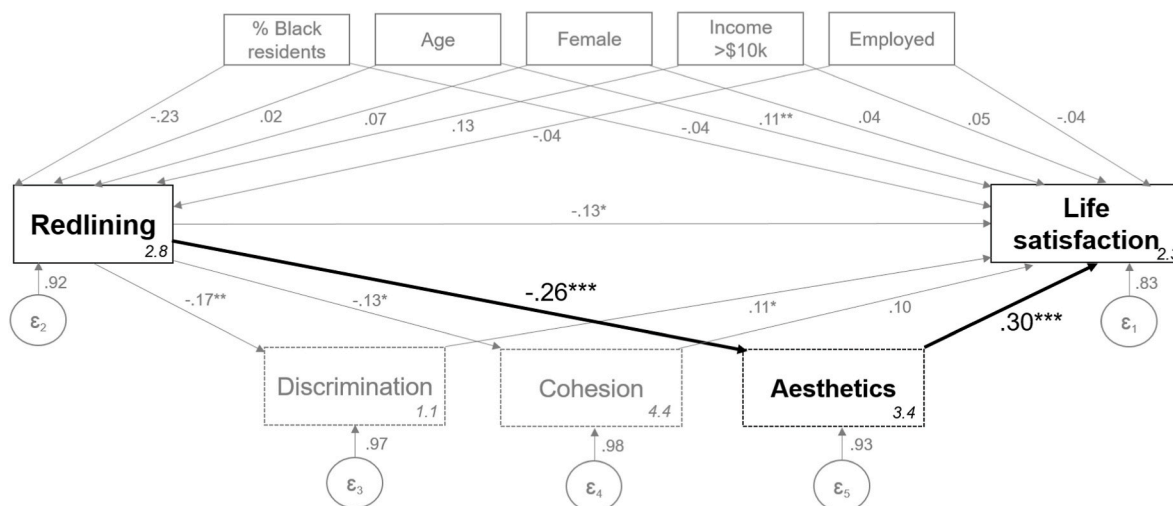 % Black
residents
Age
Female
Income
>$10k
Employed
-.23
.02
.07
.13
-.04
-.04
.11**
.04
.05
-.04
Redlining
2.8
-.13*
Life
satisfaction
2.3
.92
ε2
-.17**
-.13*
-.26***
.11*
.10
.30***
.83
ε1
Discrimination
1.1
Cohesion
4.4
Aesthetics
3.4
.97
ε3
.98
ε4
.93
ε5